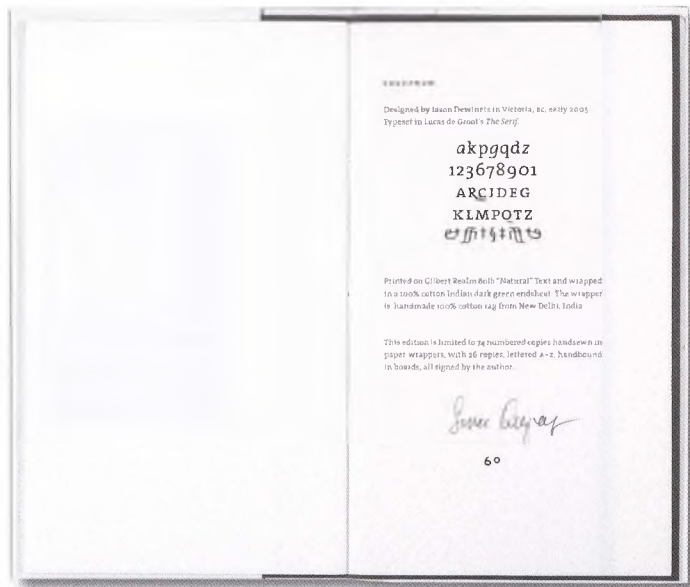 Designed by Jason Dewinetz in Victoria, BC, early 2005
Typeset in Lucas de Groot's The Serif.
akpgqdz
123678901
ARCJDEG
KLMPOTZ
Printed on Gilbert Realm 80lb "Natural" Text and wrapped
in a 100% cotton Indian dark green endsheet. The wrapper
is handmade 100% cotton rag from New Delhi, India
This edition is limited to 74 numbered copies handsewn in
paper wrappers, with 26 copies, lettered A–Z, handbound
in boards, all signed by the author.
60